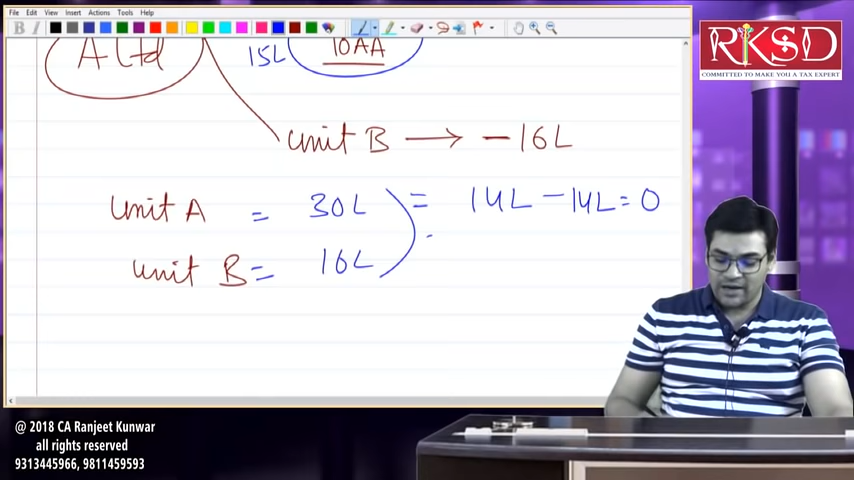 File Edit View Insert Actions Tools Help
RKSD
COMMITTED TO MAKE YOU A TAX EXPERT
A Ltd 15L 10AA
unit B → -16L
unit A = 30L = 14L - 14L = 0
unit B = 16L
@ 2018 CA Ranjeet Kunwar
all rights reserved
9313445966, 9811459593